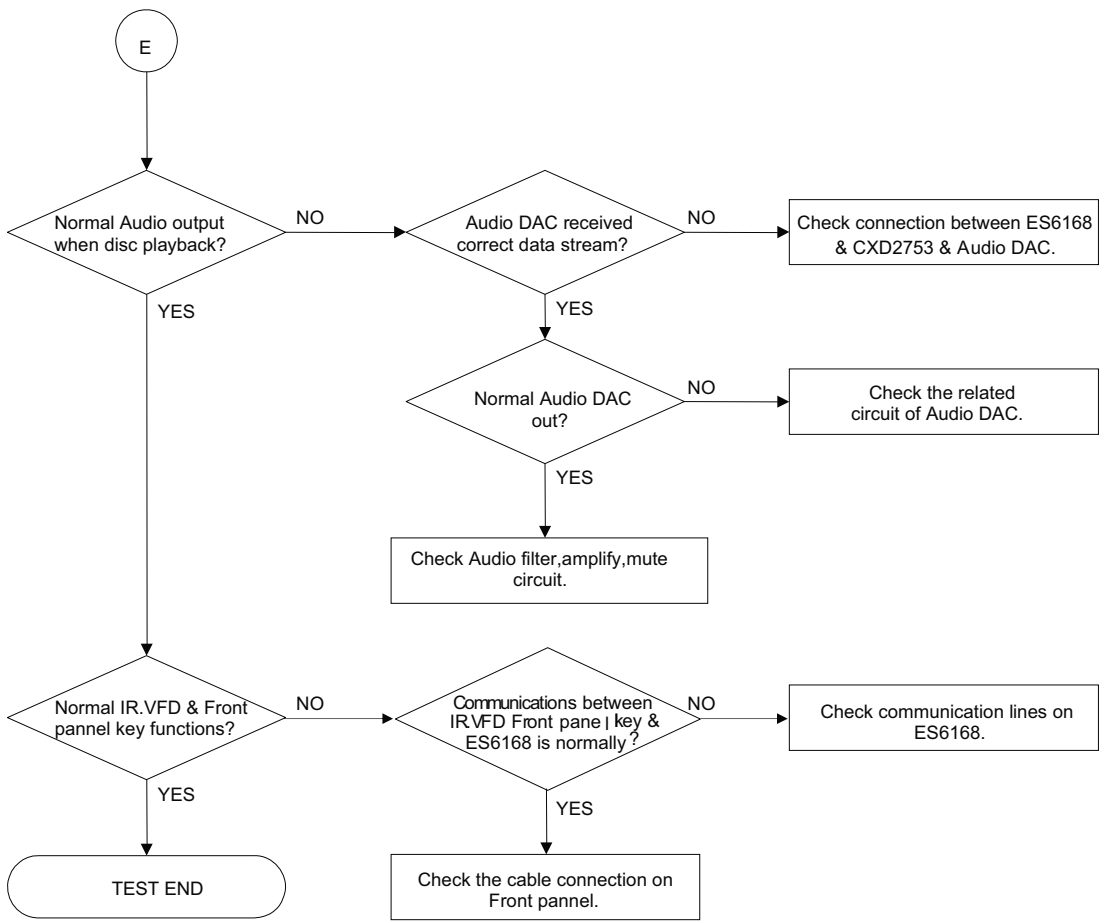 E
Normal Audio output
when disc playback?
NO
Audio DAC received
correct data stream?
NO
Check connection between ES6168
& CXD2753 & Audio DAC.
YES
YES
Normal Audio DAC
out?
NO
Check the related
circuit of Audio DAC.
YES
Check Audio filter,amplify,mute
circuit.
Normal IR.VFD & Front
pannel key functions?
NO
Communications between
IR.VFD Front panel key &
ES6168 is normally?
NO
Check communication lines on
ES6168.
YES
YES
TEST END
Check the cable connection on
Front pannel.